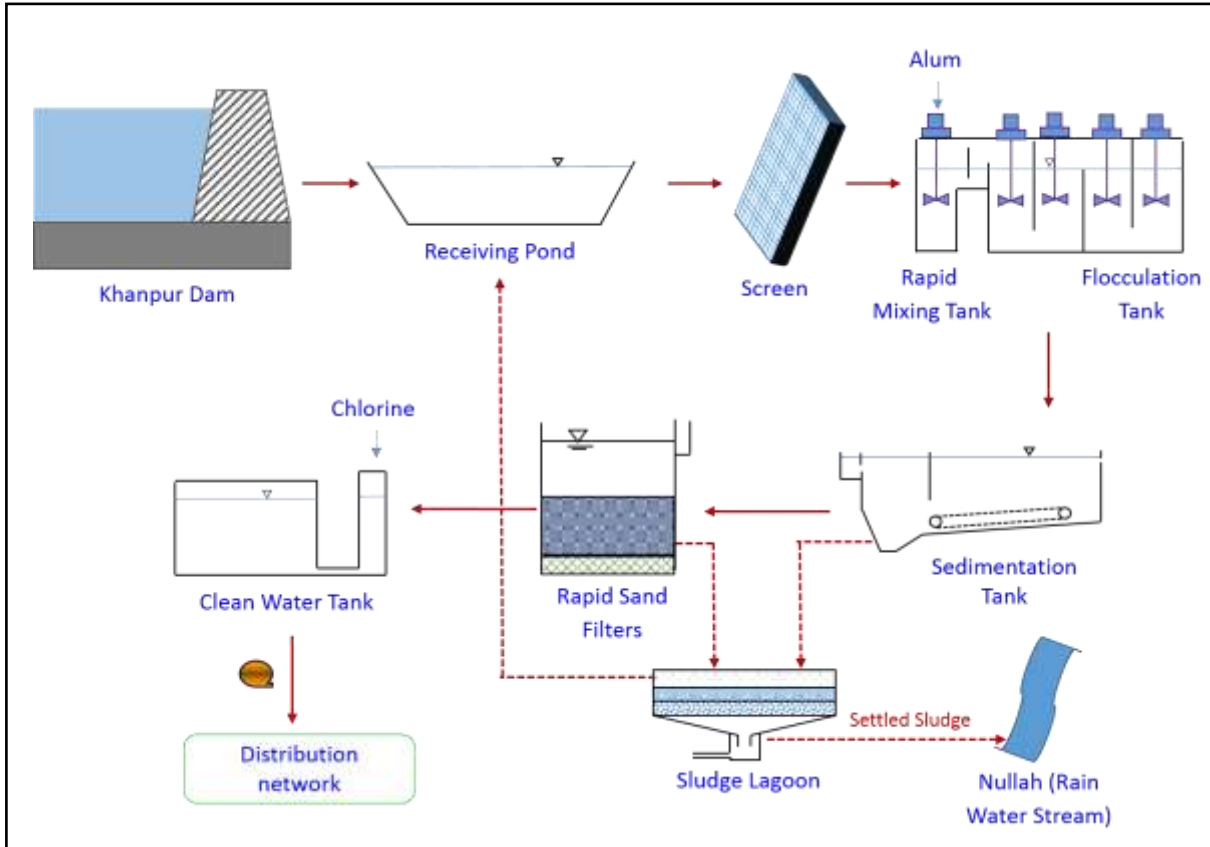 Alum
Khanpur Dam
Receiving Pond
Screen
Rapid
Mixing Tank
Flocculation
Tank
Chlorine
Clean Water Tank
Rapid Sand
Filters
Sedimentation
Tank
Distribution
network
Sludge Lagoon
Settled Sludge
Nullah (Rain
Water Stream)